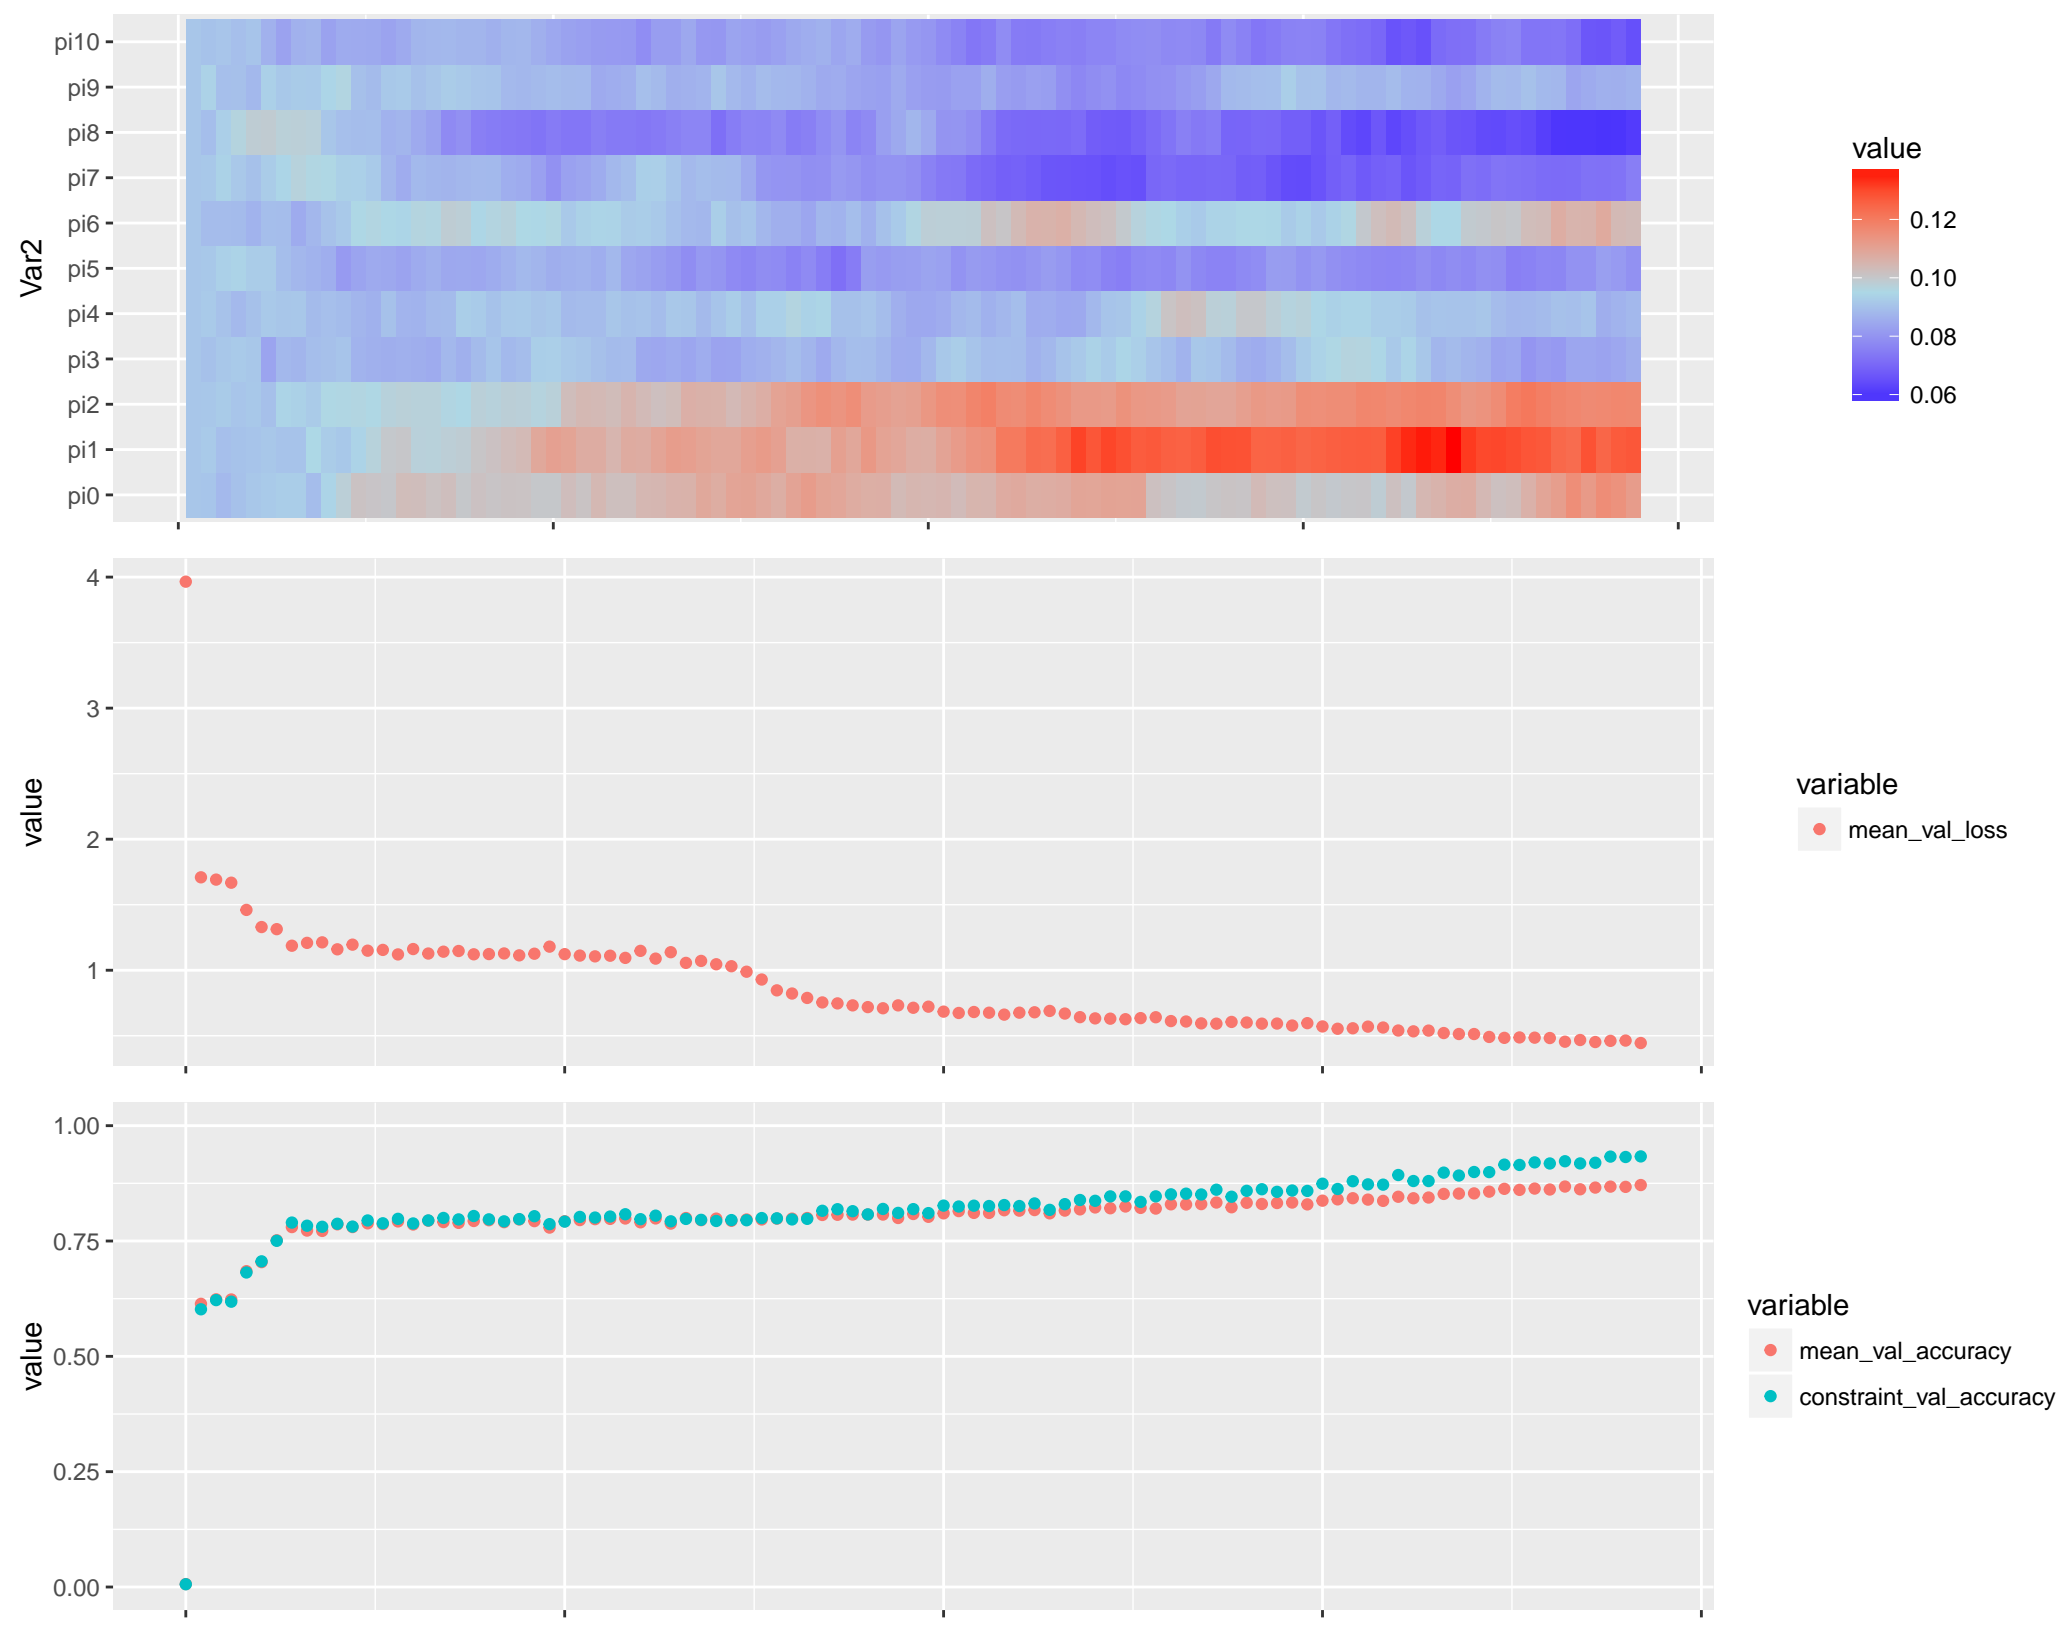 Var2
pi10
pi9
pi8
pi7
pi6
pi5
pi4
pi3
pi2
pi1
pi0
value
0.12
0.10
0.08
0.06
value
4
3
2
1
variable
mean_val_loss
value
1.00
0.75
0.50
0.25
0.00
variable
mean_val_accuracy
constraint_val_accuracy